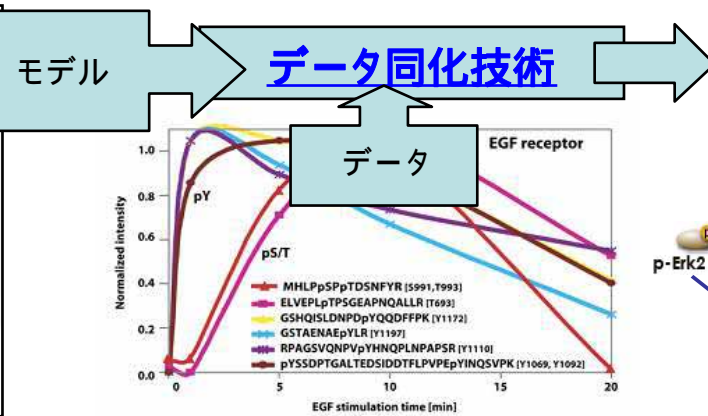 モデル
データ同化技術
データ
EGF receptor
1.0
0.8
0.6
0.4
0.2
0.0
Normalized intensity
pY
pS/T
MHLPpSPpTDSNFYR [S991,T993]
ELVEPLpTPSGEAPNQALLR [T693]
GSHQISLDNPDpYQQDFFPK [Y1172]
GSTAENAEpYLR [Y1197]
RPAGSVQNPVpYHNQPLNPAPSR [Y1110]
pYSSDPTGALTEDSIDDTFLPVPEpYINQSVPK [Y1069, Y1092]
0 5 10 15 20
EGF stimulation time [min]
p-Erk2